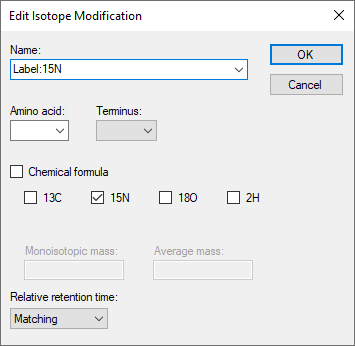 Edit Isotope Modification
Name:
Label:15N
OK
Cancel
Amino acid:
Terminus:
Chemical formula
13C
15N
18O
2H
Monoisotopic mass:
Average mass:
Relative retention time:
Matching